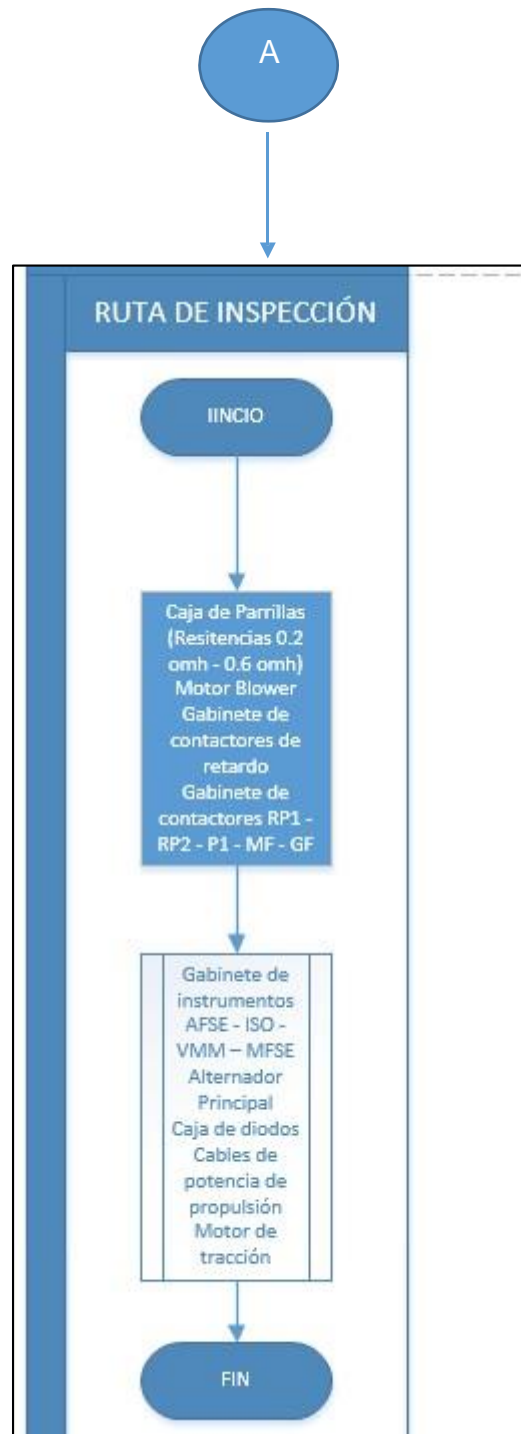 A
RUTA DE INSPECCIÓN
IINCIO
Caja de Parrillas
(Resitencias 0.2
omh - 0.6 omh)
Motor Blower
Gabinete de
contactores de
retardo
Gabinete de
contactores RP1 -
RP2 - P1 - MF - GF
Gabinete de
instrumentos
AFSE - ISO -
VMM – MFSE
Alternador
Principal
Caja de diodos
Cables de
potencia de
propulsión
Motor de
tracción
FIN